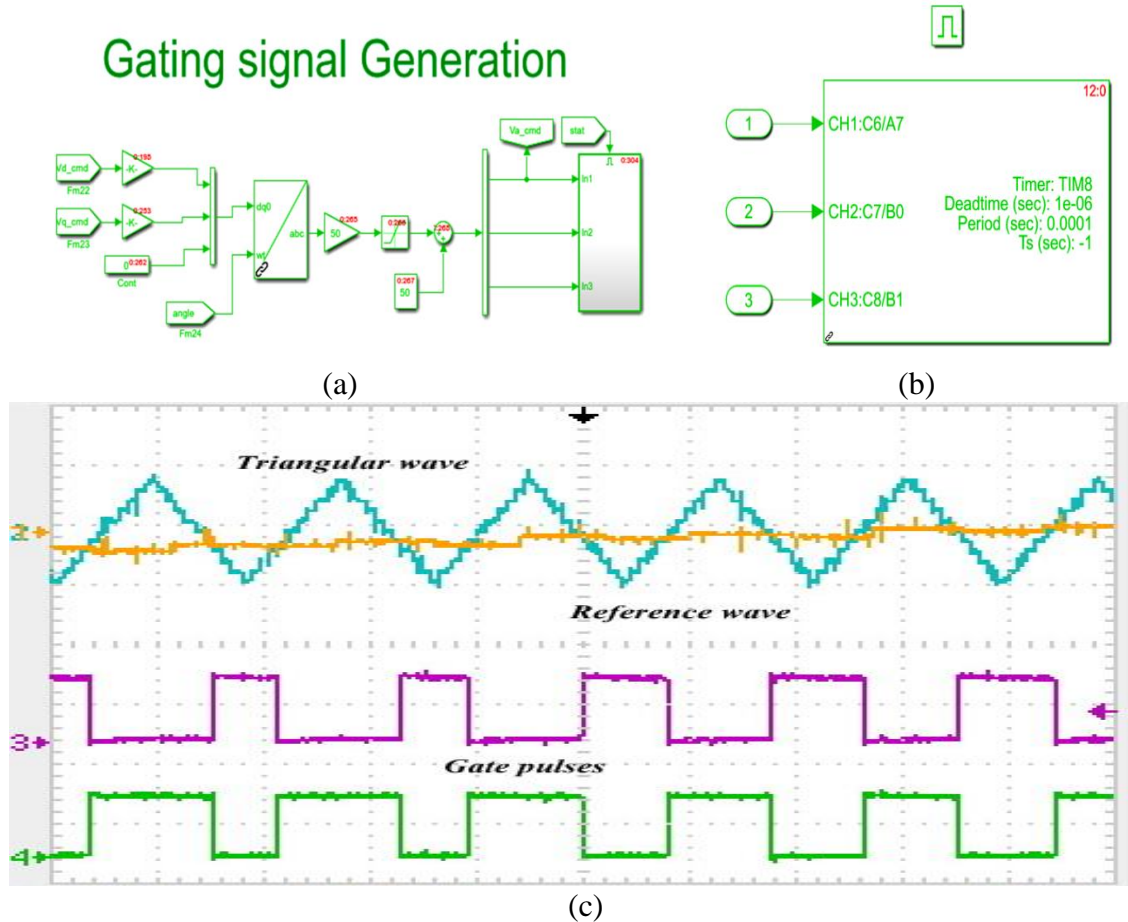 Gating signal Generation
Va_cmd
stat
0:304
Vd_cmd
-K-
0:195
Fm22
Vq_cmd
-K-
0:253
Fm23
0
0:262
Cont
angle
Fm24
dq0
wt
abc
0:265
50
0:266
0:267
50
In1
In2
In3
(a)
12:0
1
CH1:C6/A7
2
CH2:C7/B0
3
CH3:C8/B1
Timer: TIM8
Deadtime (sec): 1e-06
Period (sec): 0.0001
Ts (sec): -1
(b)
Triangular wave
2
Reference wave
3
Gate pulses
4
(c)